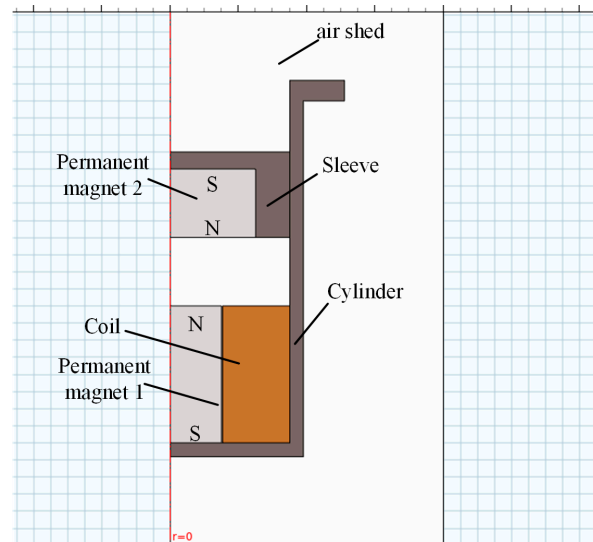 air shed
Permanent
magnet 2
S
Sleeve
N
Cylinder
N
Coil
Permanent
magnet 1
S
r=0